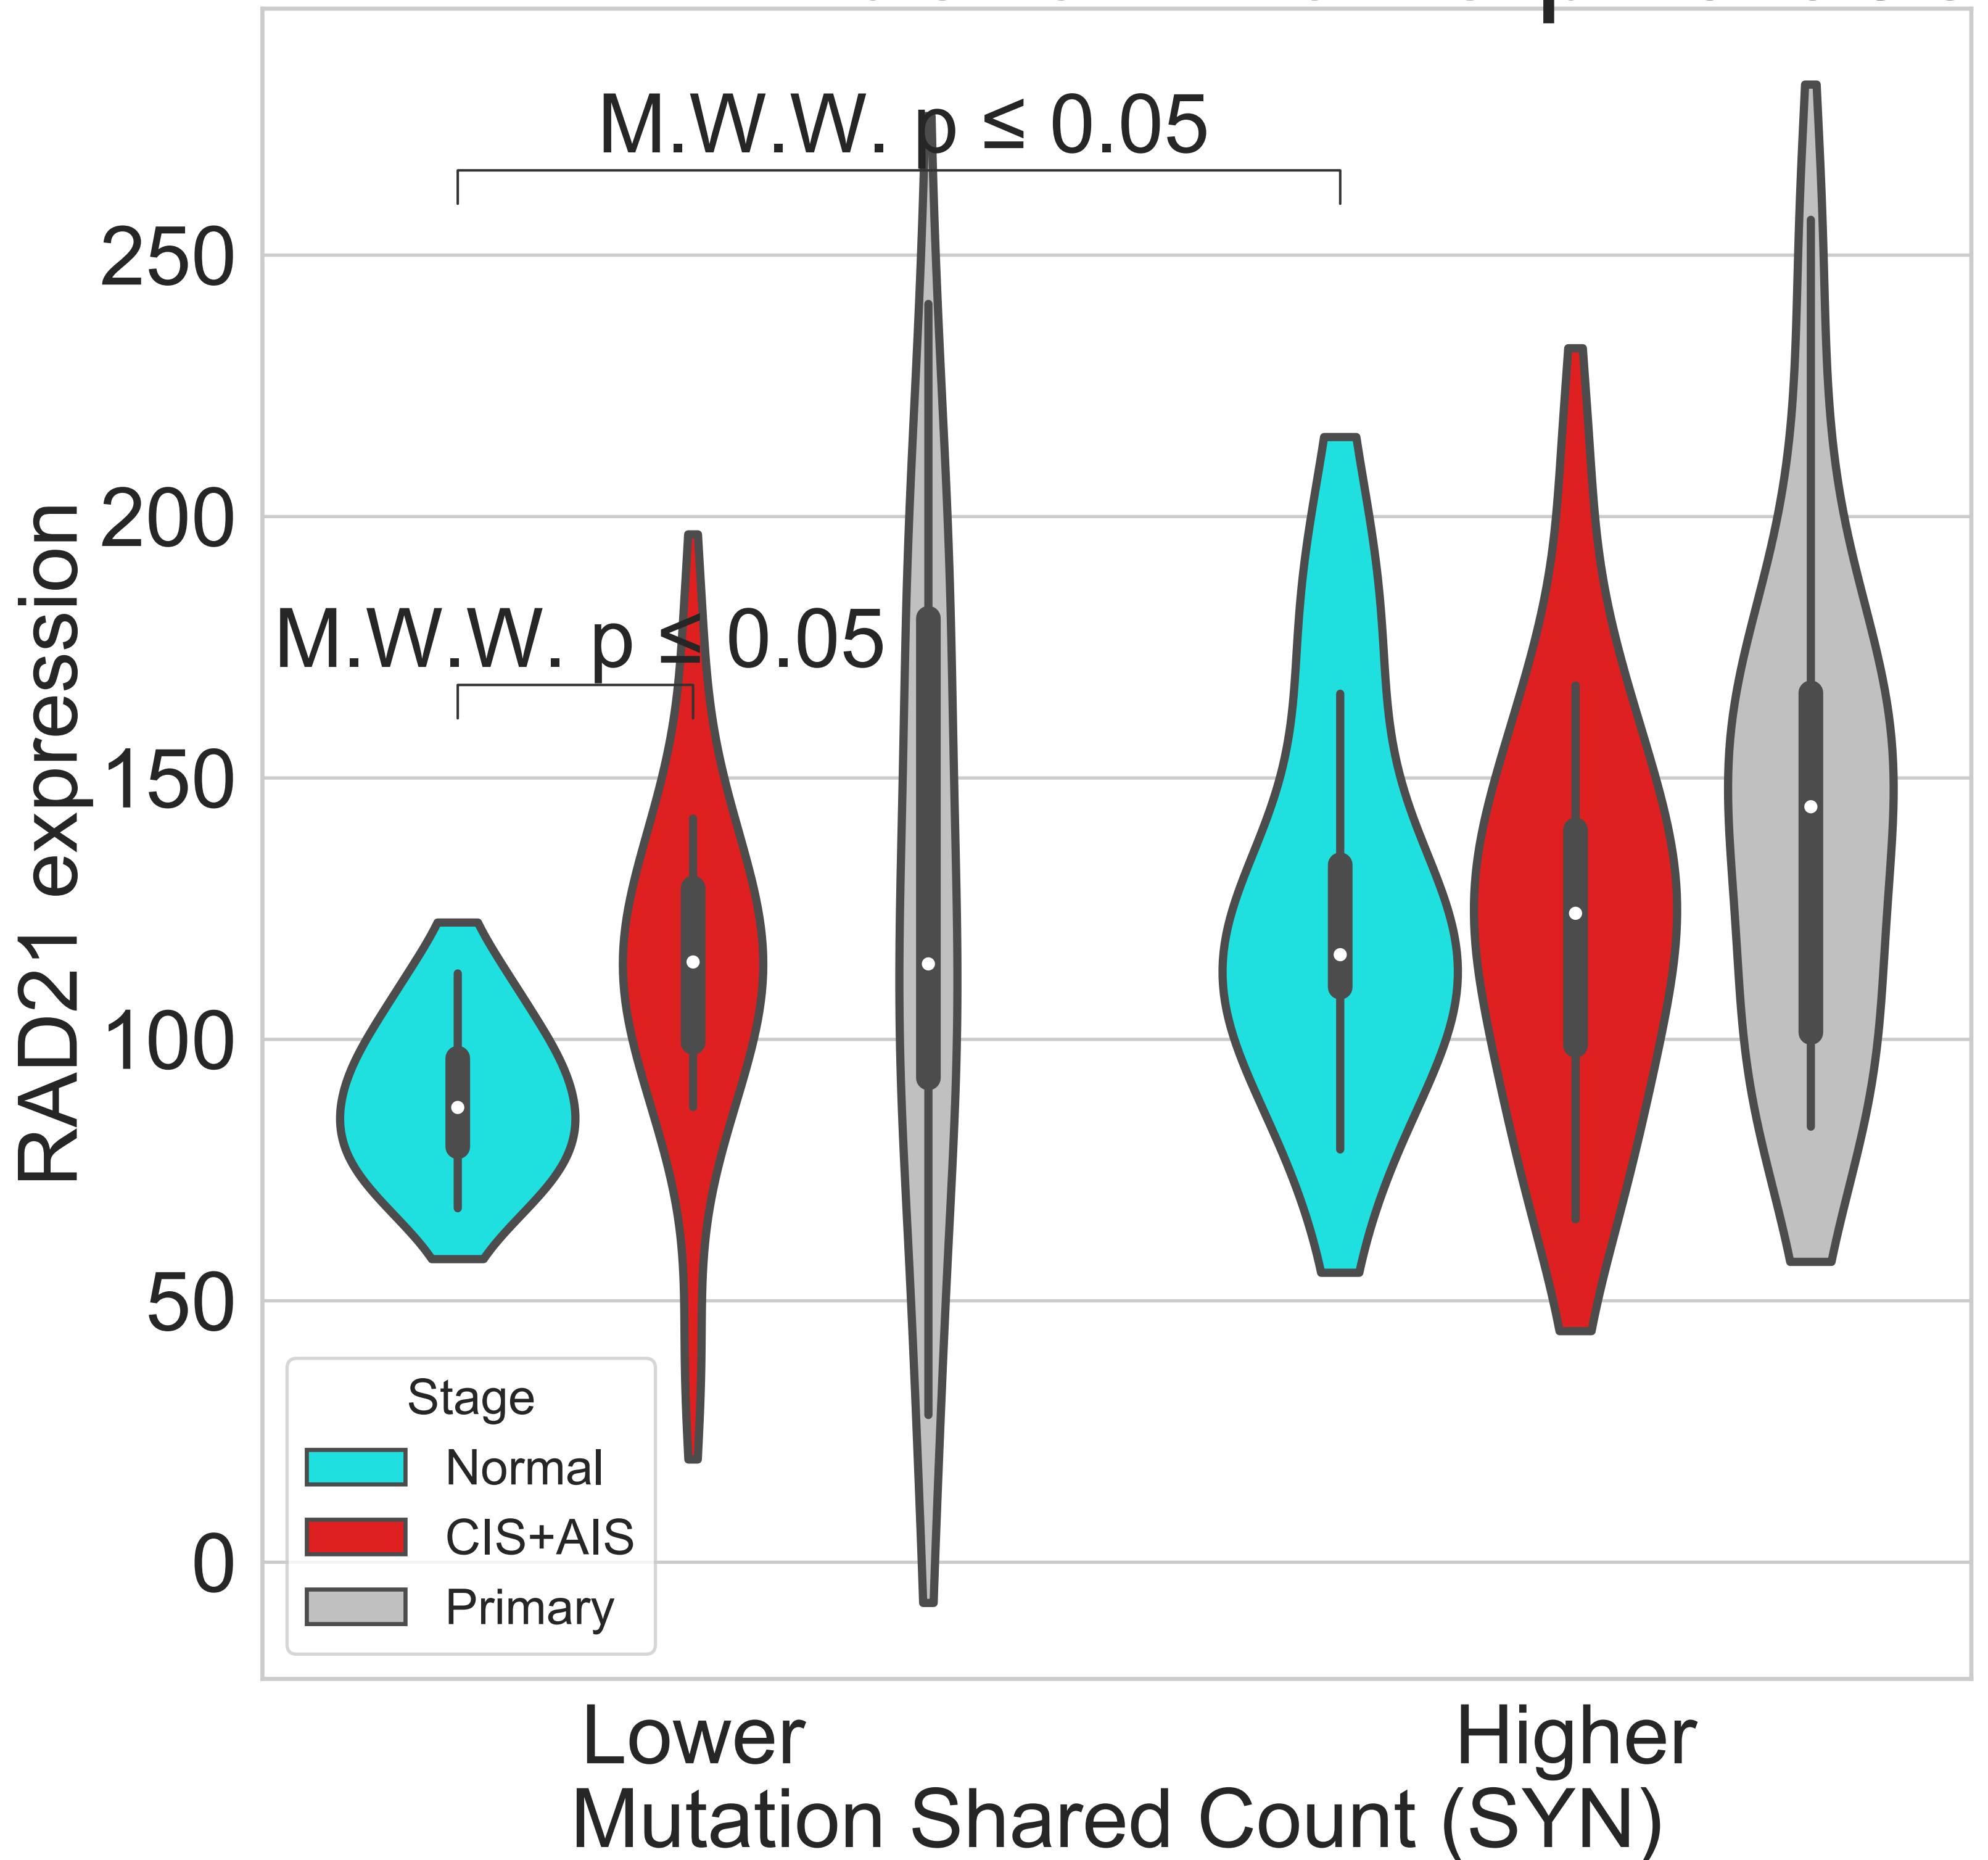 M.W.W. p ≤ 0.05
M.W.W. p ≤ 0.05
RAD21 expression
250
200
150
100
50
0
Stage
Normal
CIS+AIS
Primary
Lower
Higher
Mutation Shared Count (SYN)